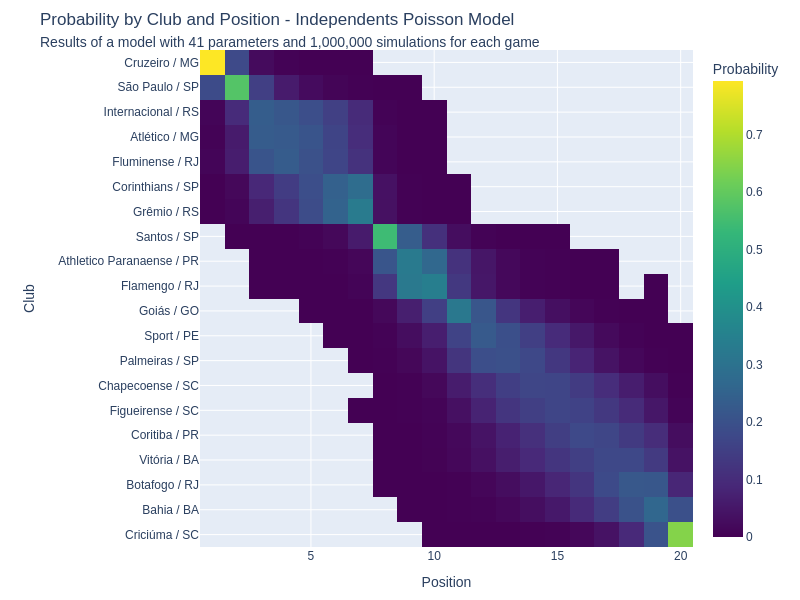 Probability by Club and Position - Independents Poisson Model
Results of a model with 41 parameters and 1,000,000 simulations for each game
Probability
Club
Cruzeiro / MG
São Paulo / SP
Internacional / RS
Atlético / MG
Fluminense / RJ
Corinthians / SP
Grêmio / RS
Santos / SP
Athletico Paranaense / PR
Flamengo / RJ
Goiás / GO
Sport / PE
Palmeiras / SP
Chapecoense / SC
Figueirense / SC
Coritiba / PR
Vitória / BA
Botafogo / RJ
Bahia / BA
Criciúma / SC
0.7
0.6
0.5
0.4
0.3
0.2
0.1
0
5 10 15 20
Position